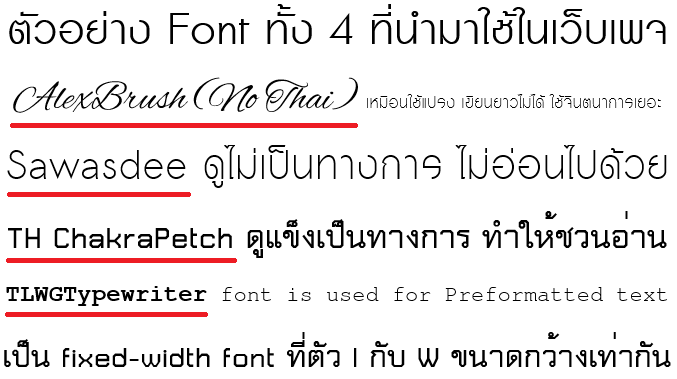 ตัวอย่าง Font ทั้ง 4 ที่นำมาใช้ในเว็บเพจ
AlexBrush (No Thai) เหมือนใช้แปรง เขียนยาวไม่ได้ ใช้จินตนาการเยอะ
Sawasdee ดูไม่เป็นทางการ ไม่อ่อนไปด้วย
TH ChakraPetch ดูแข็งเป็นทางการ ทำให้ชวนอ่าน
TLWGTypewriter font is used for Preformatted text
เป็น fixed-width font ที่ตัว I กับ W ขนาดกว้างเท่ากัน